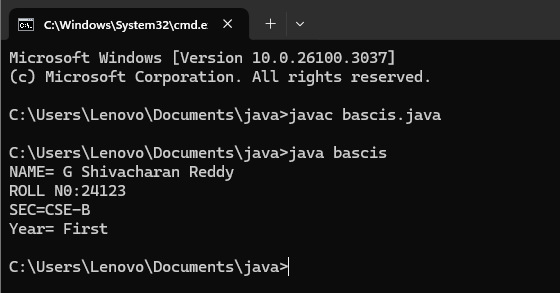 C:\Windows\System32\cmd.e
Microsoft Windows [Version 10.0.26100.3037]
(c) Microsoft Corporation. All rights reserved.
C:\Users\Lenovo\Documents\java>javac bascis.java
C:\Users\Lenovo\Documents\java>java bascis
NAME= G Shivacharan Reddy
ROLL N0:24123
SEC=CSE-B
Year= First
C:\Users\Lenovo\Documents\java>